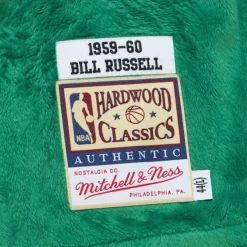 1959-60
BILL RUSSELL
NBA
HARDWOOD
CLASSICS
AUTHENTIC
NOSTALGIA CO.
Mitchell & Ness
PHILADELPHIA, PA.